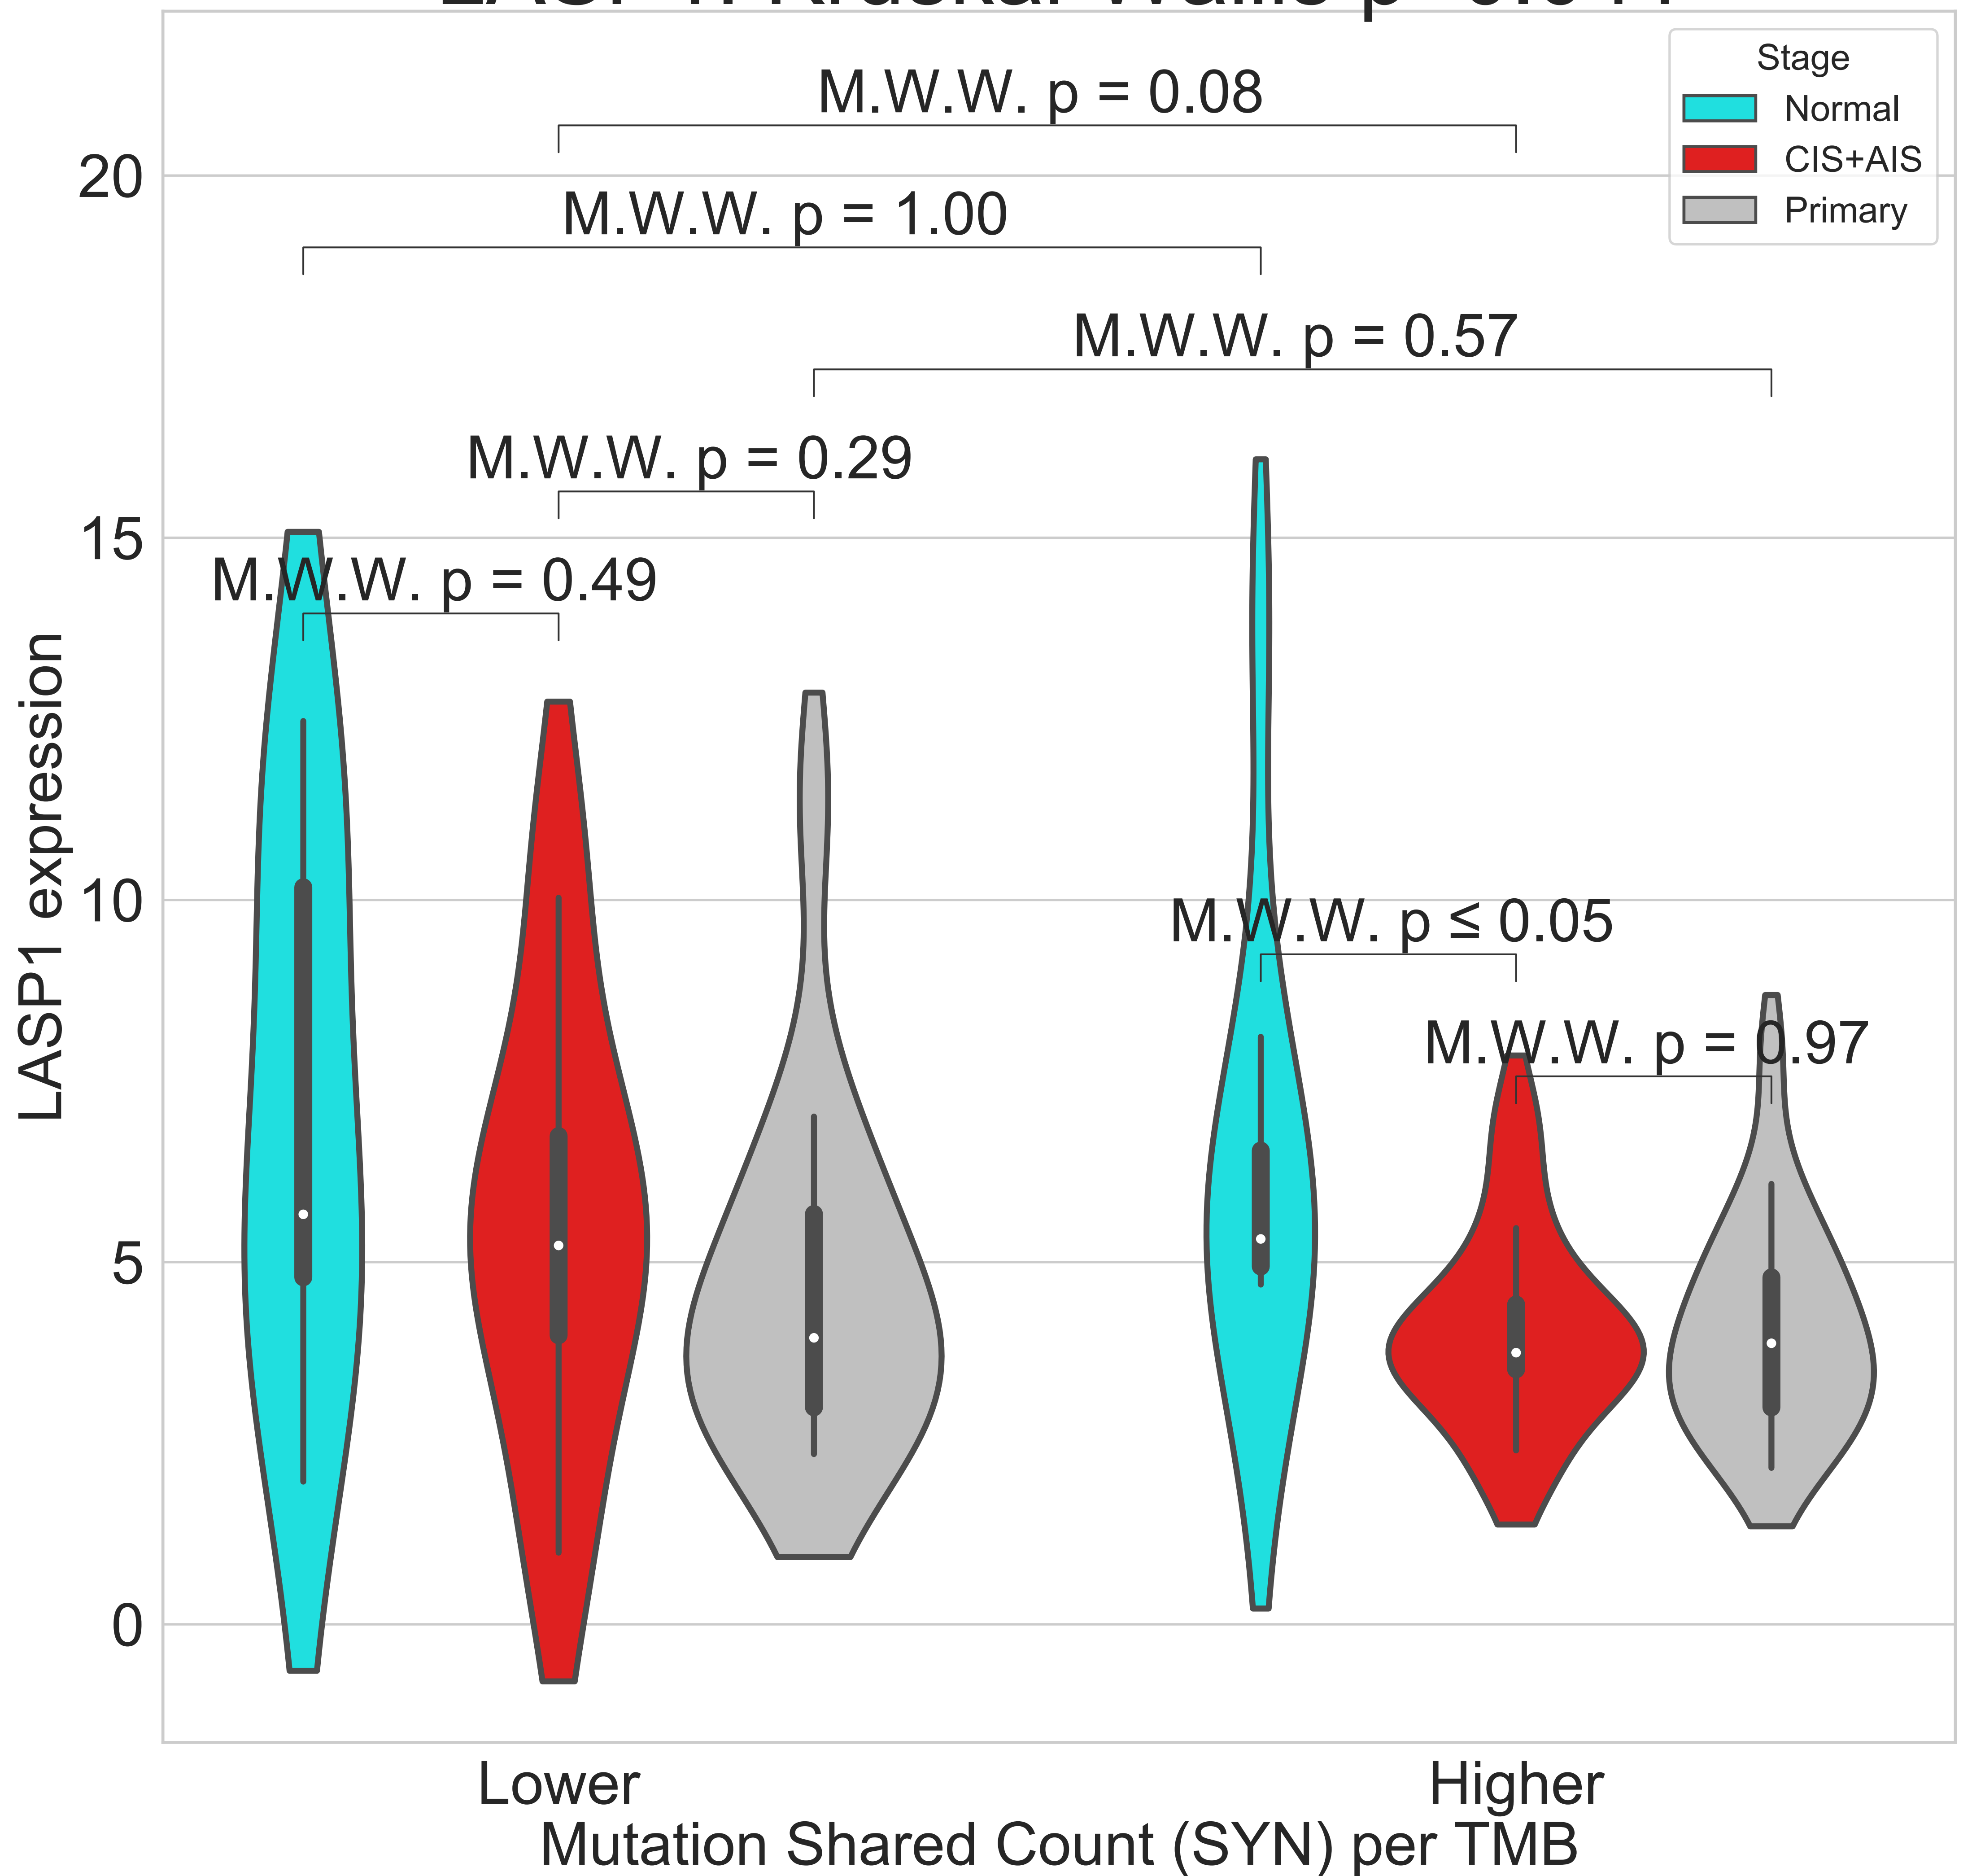 Stage
Normal
CIS+AIS
Primary
M.W.W. p = 0.08
M.W.W. p = 1.00
M.W.W. p = 0.57
M.W.W. p = 0.29
M.W.W. p = 0.49
M.W.W. p ≤ 0.05
M.W.W. p = 0.97
20
15
10
5
0
LASP1 expression
Lower
Higher
Mutation Shared Count (SYN) per TMB